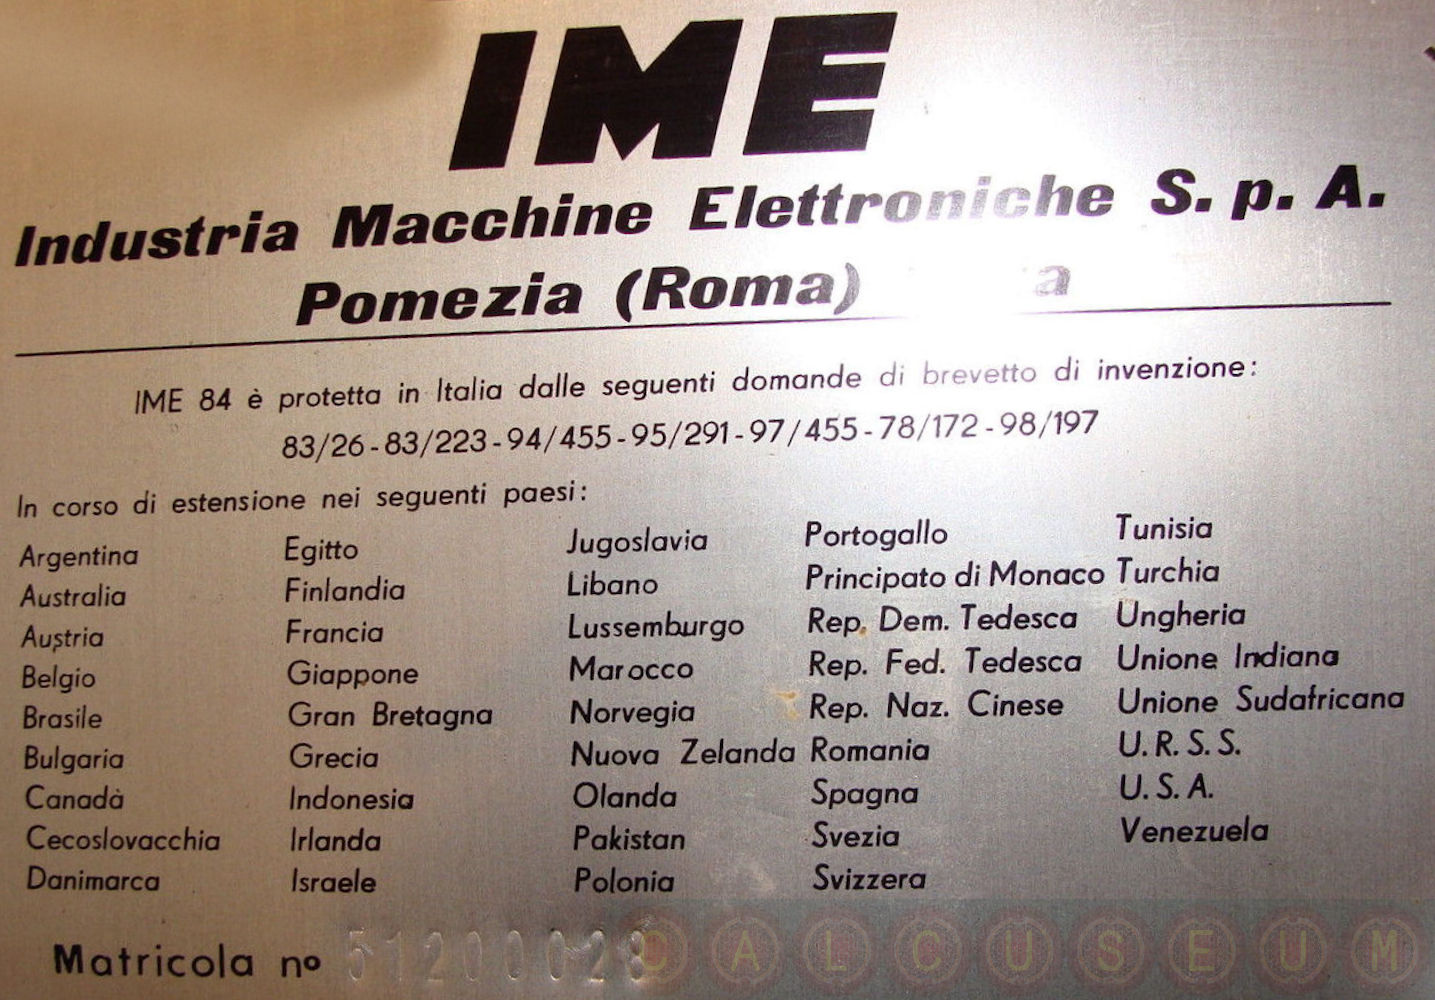 IME
Industria Macchine Elettroniche S. p. A.
Pomezia (Roma)
IME 84 è protetta in Italia dalle seguenti domande di brevetto di invenzione:
83/26 - 83/223 - 94/455 - 95/291 - 97/455 - 78/172 - 98/197
In corso di estensione nei seguenti paesi:
Argentina
Australia
Austria
Belgio
Brasile
Bulgaria
Canadà
Cecoslovacchia
Danimarca
Egitto
Finlandia
Francia
Giappone
Gran Bretagna
Grecia
Indonesia
Irlanda
Israele
Jugoslavia
Libano
Lussemburgo
Marocco
Norvegia
Nuova Zelanda
Olanda
Pakistan
Polonia
Portogallo
Principato di Monaco
Rep. Dem. Tedesca
Rep. Fed. Tedesca
Rep. Naz. Cinese
Romania
Spagna
Svezia
Svizzera
Tunisia
Turchia
Ungheria
Unione Indiana
Unione Sudafricana
U. R. S. S.
U. S. A.
Venezuela
Matricola nº 51200028
CALCUSEUM